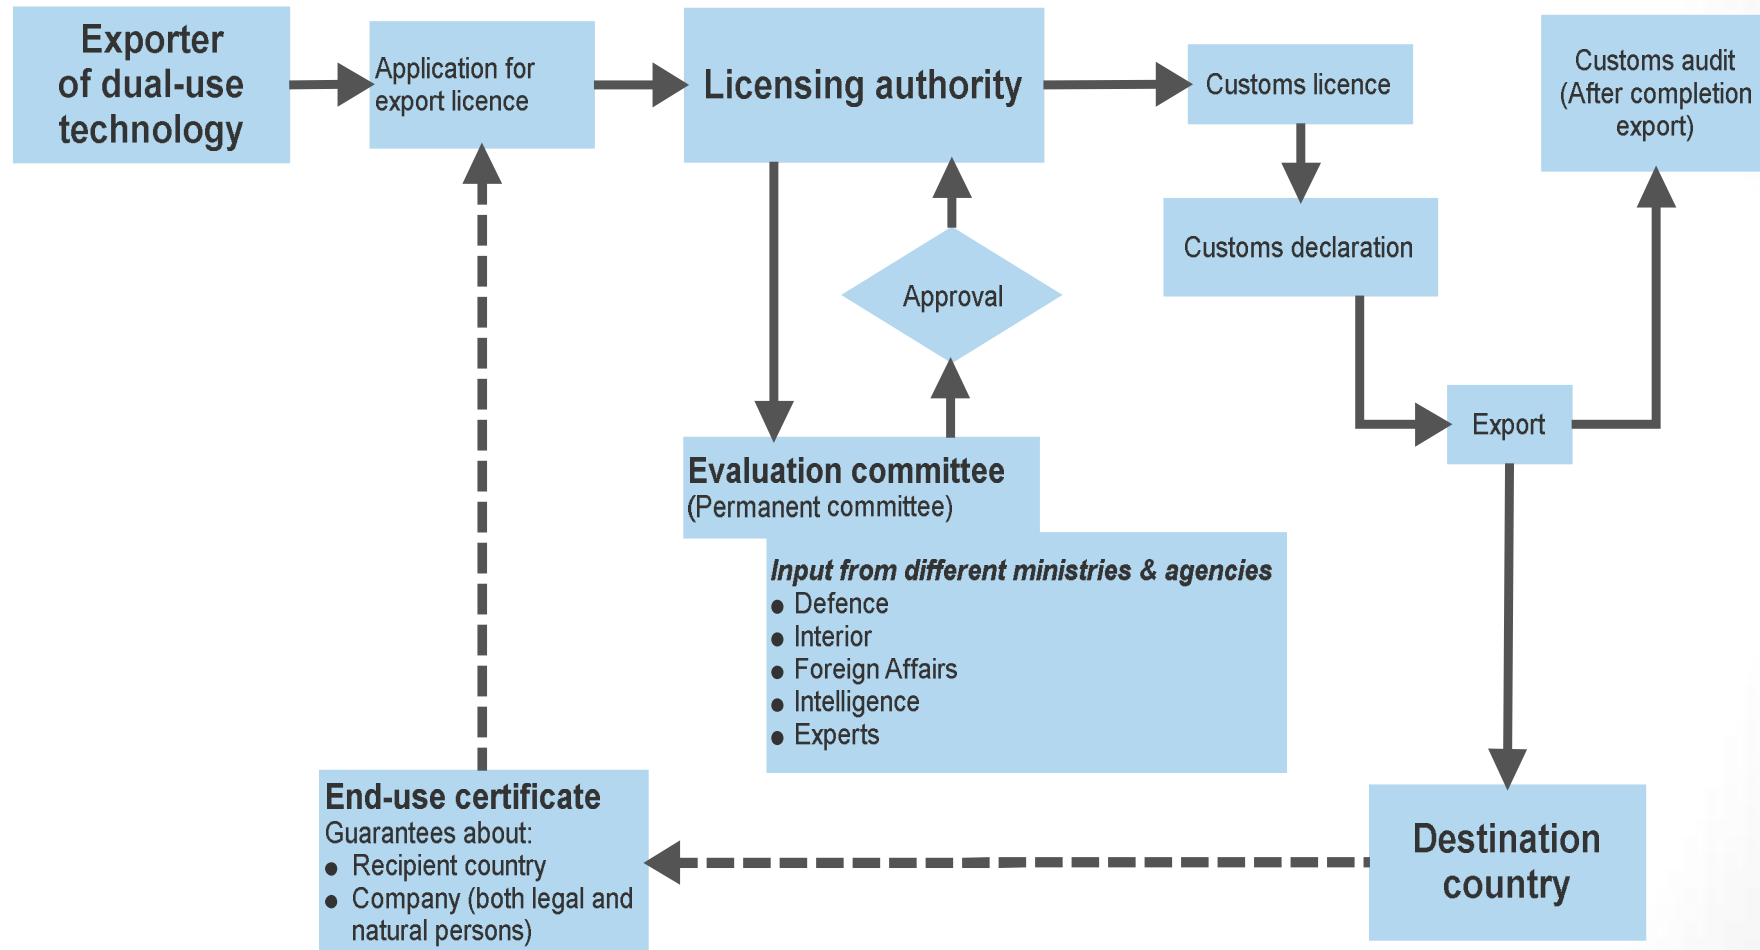 Exporter
of dual-use
technology
Application for
export licence
Licensing authority
Customs licence
Customs audit
(After completion
export)
Customs declaration
Approval
Export
Evaluation committee
(Permanent committee)
Input from different ministries & agencies
● Defence
● Interior
● Foreign Affairs
● Intelligence
● Experts
End-use certificate
Guarantees about:
● Recipient country
● Company (both legal and
natural persons)
Destination
country